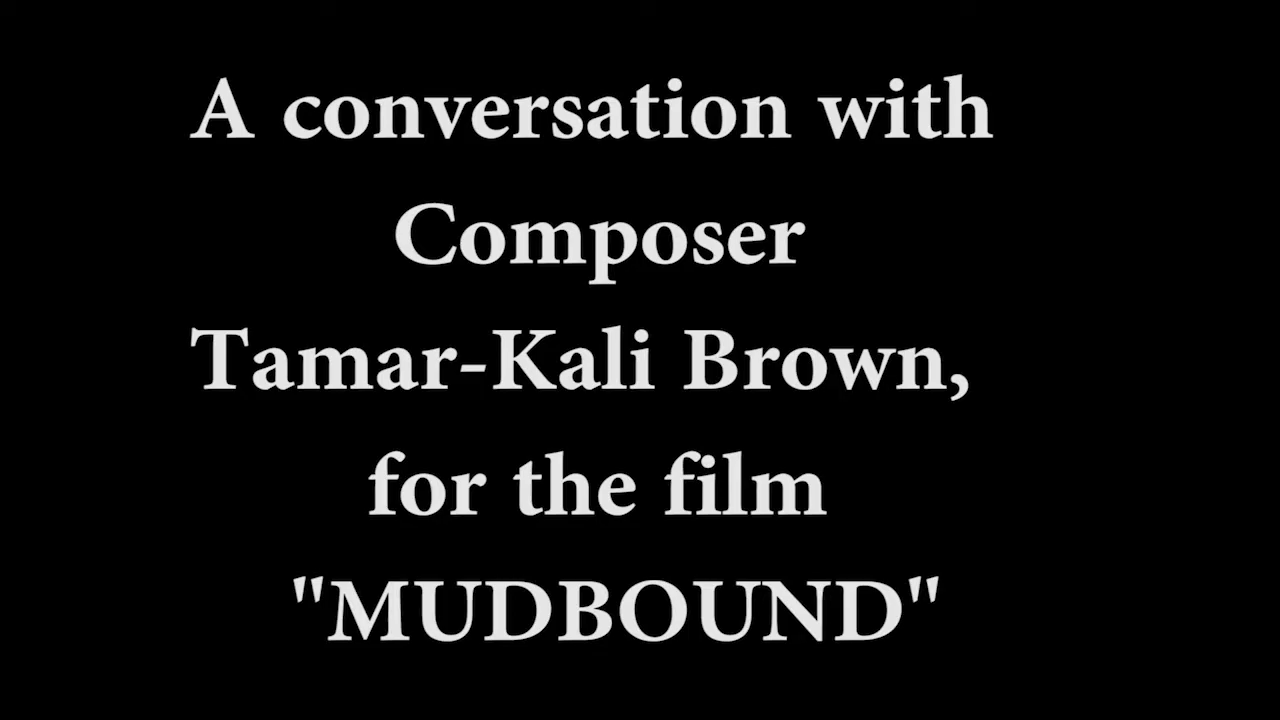 A conversation with
Composer
Tamar-Kali Brown,
for the film
"MUDBOUND"